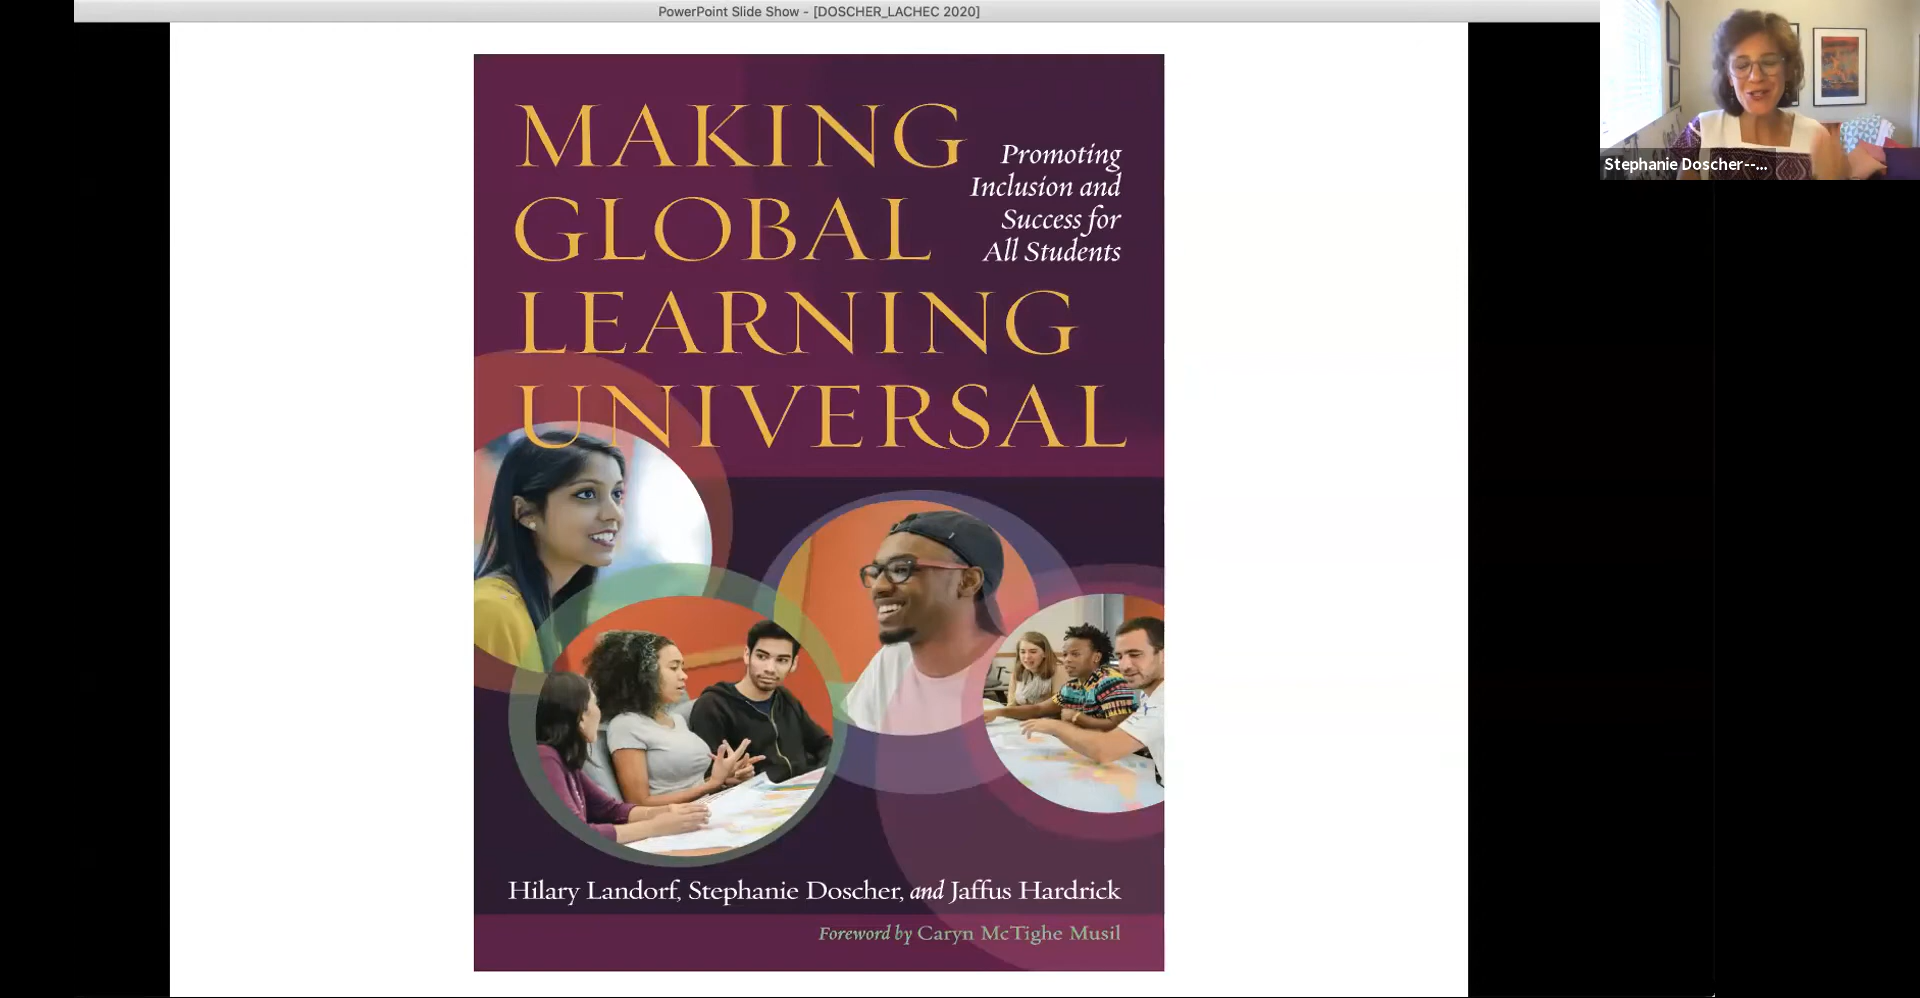 PowerPoint Slide Show - [DOSCHER_LACHEC 2020]
Stephanie Doscher--...
MAKING
GLOBAL
LEARNING
UNIVERSAL
Promoting
Inclusion and
Success for
All Students
Hilary Landorf, Stephanie Doscher, and Jaffus Hardrick
Foreword by Caryn McTighe Musil